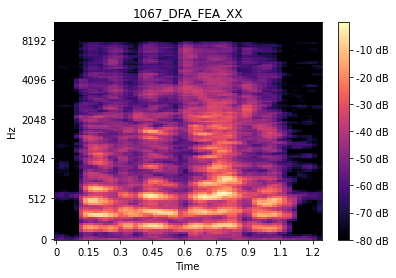 1067_DFA_FEA_XX
Hz
8192
4096
2048
1024
512
0
0 0.15 0.3 0.45 0.6 0.75 0.9 1.1 1.2
Time
-10 dB
-20 dB
-30 dB
-40 dB
-50 dB
-60 dB
-70 dB
-80 dB